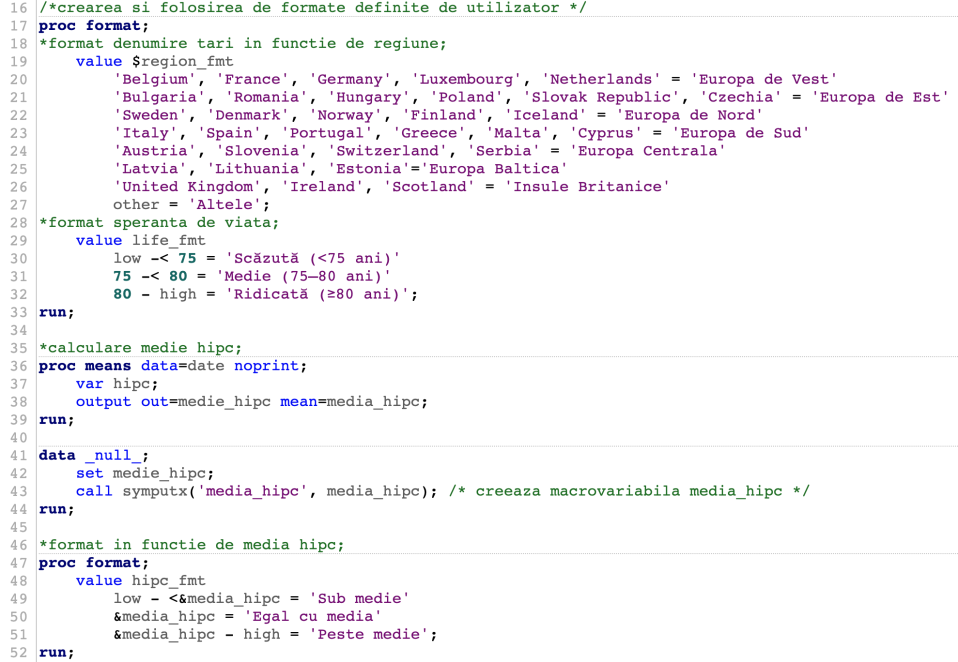 16 /*crearea si folosirea de formate definite de utilizator */
17 proc format;
18 *format denumire tari in functie de regiune;
19     value $region_fmt
20         'Belgium', 'France', 'Germany', 'Luxembourg', 'Netherlands' = 'Europa de Vest'
21         'Bulgaria', 'Romania', 'Hungary', 'Poland', 'Slovak Republic', 'Czechia' = 'Europa de Est'
22         'Sweden', 'Denmark', 'Norway', 'Finland', 'Iceland' = 'Europa de Nord'
23         'Italy', 'Spain', 'Portugal', 'Greece', 'Malta', 'Cyprus' = 'Europa de Sud'
24         'Austria', 'Slovenia', 'Switzerland', 'Serbia' = 'Europa Centrala'
25         'Latvia', 'Lithuania', 'Estonia'='Europa Baltica'
26         'United Kingdom', 'Ireland', 'Scotland' = 'Insule Britanice'
27         other = 'Altele';
28 *format speranta de viata;
29     value life_fmt
30         low -< 75 = 'Scăzută (<75 ani)'
31         75 -< 80 = 'Medie (75–80 ani)'
32         80 - high = 'Ridicată (≥80 ani)';
33 run;
34
35 *calculare medie hipc;
36 proc means data=date noprint;
37     var hipc;
38     output out=medie_hipc mean=media_hipc;
39 run;
40
41 data _null_;
42     set medie_hipc;
43     call symputx('media_hipc', media_hipc); /* creeaza macrovariabila media_hipc */
44 run;
45
46 *format in functie de media hipc;
47 proc format;
48     value hipc_fmt
49         low - <&media_hipc = 'Sub medie'
50         &media_hipc = 'Egal cu media'
51         &media_hipc - high = 'Peste medie';
52 run;